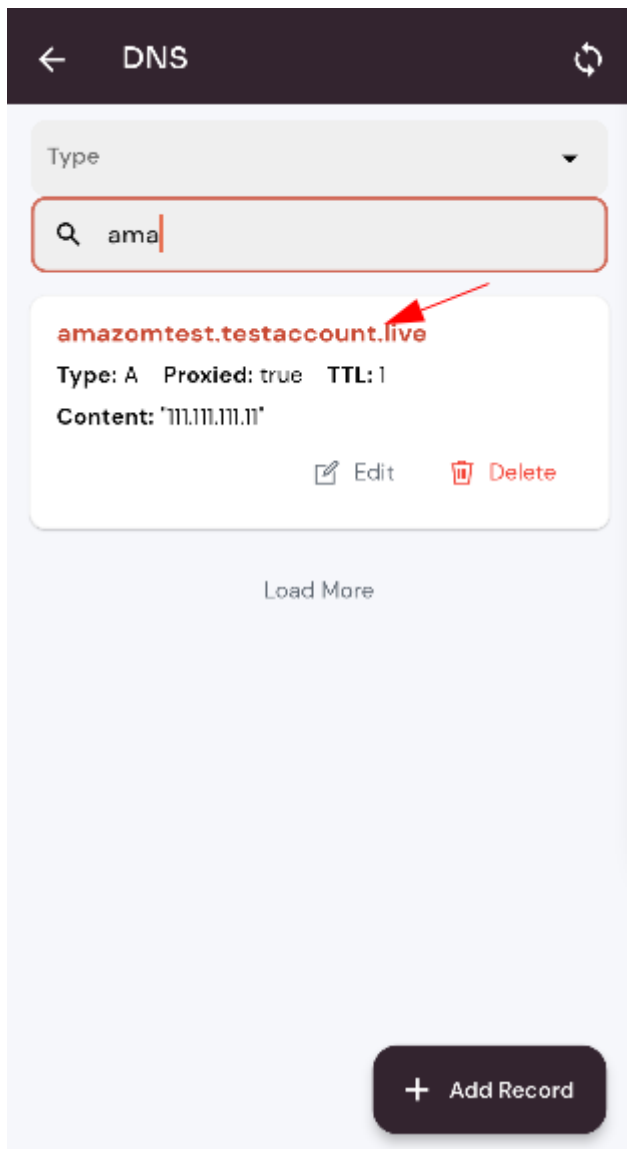 DNS
Type
ama
amazomtest.testaccount.live
Type: A Proxied: true TTL: 1
Content: "111.111.111.11"
Edit Delete
Load More
+ Add Record